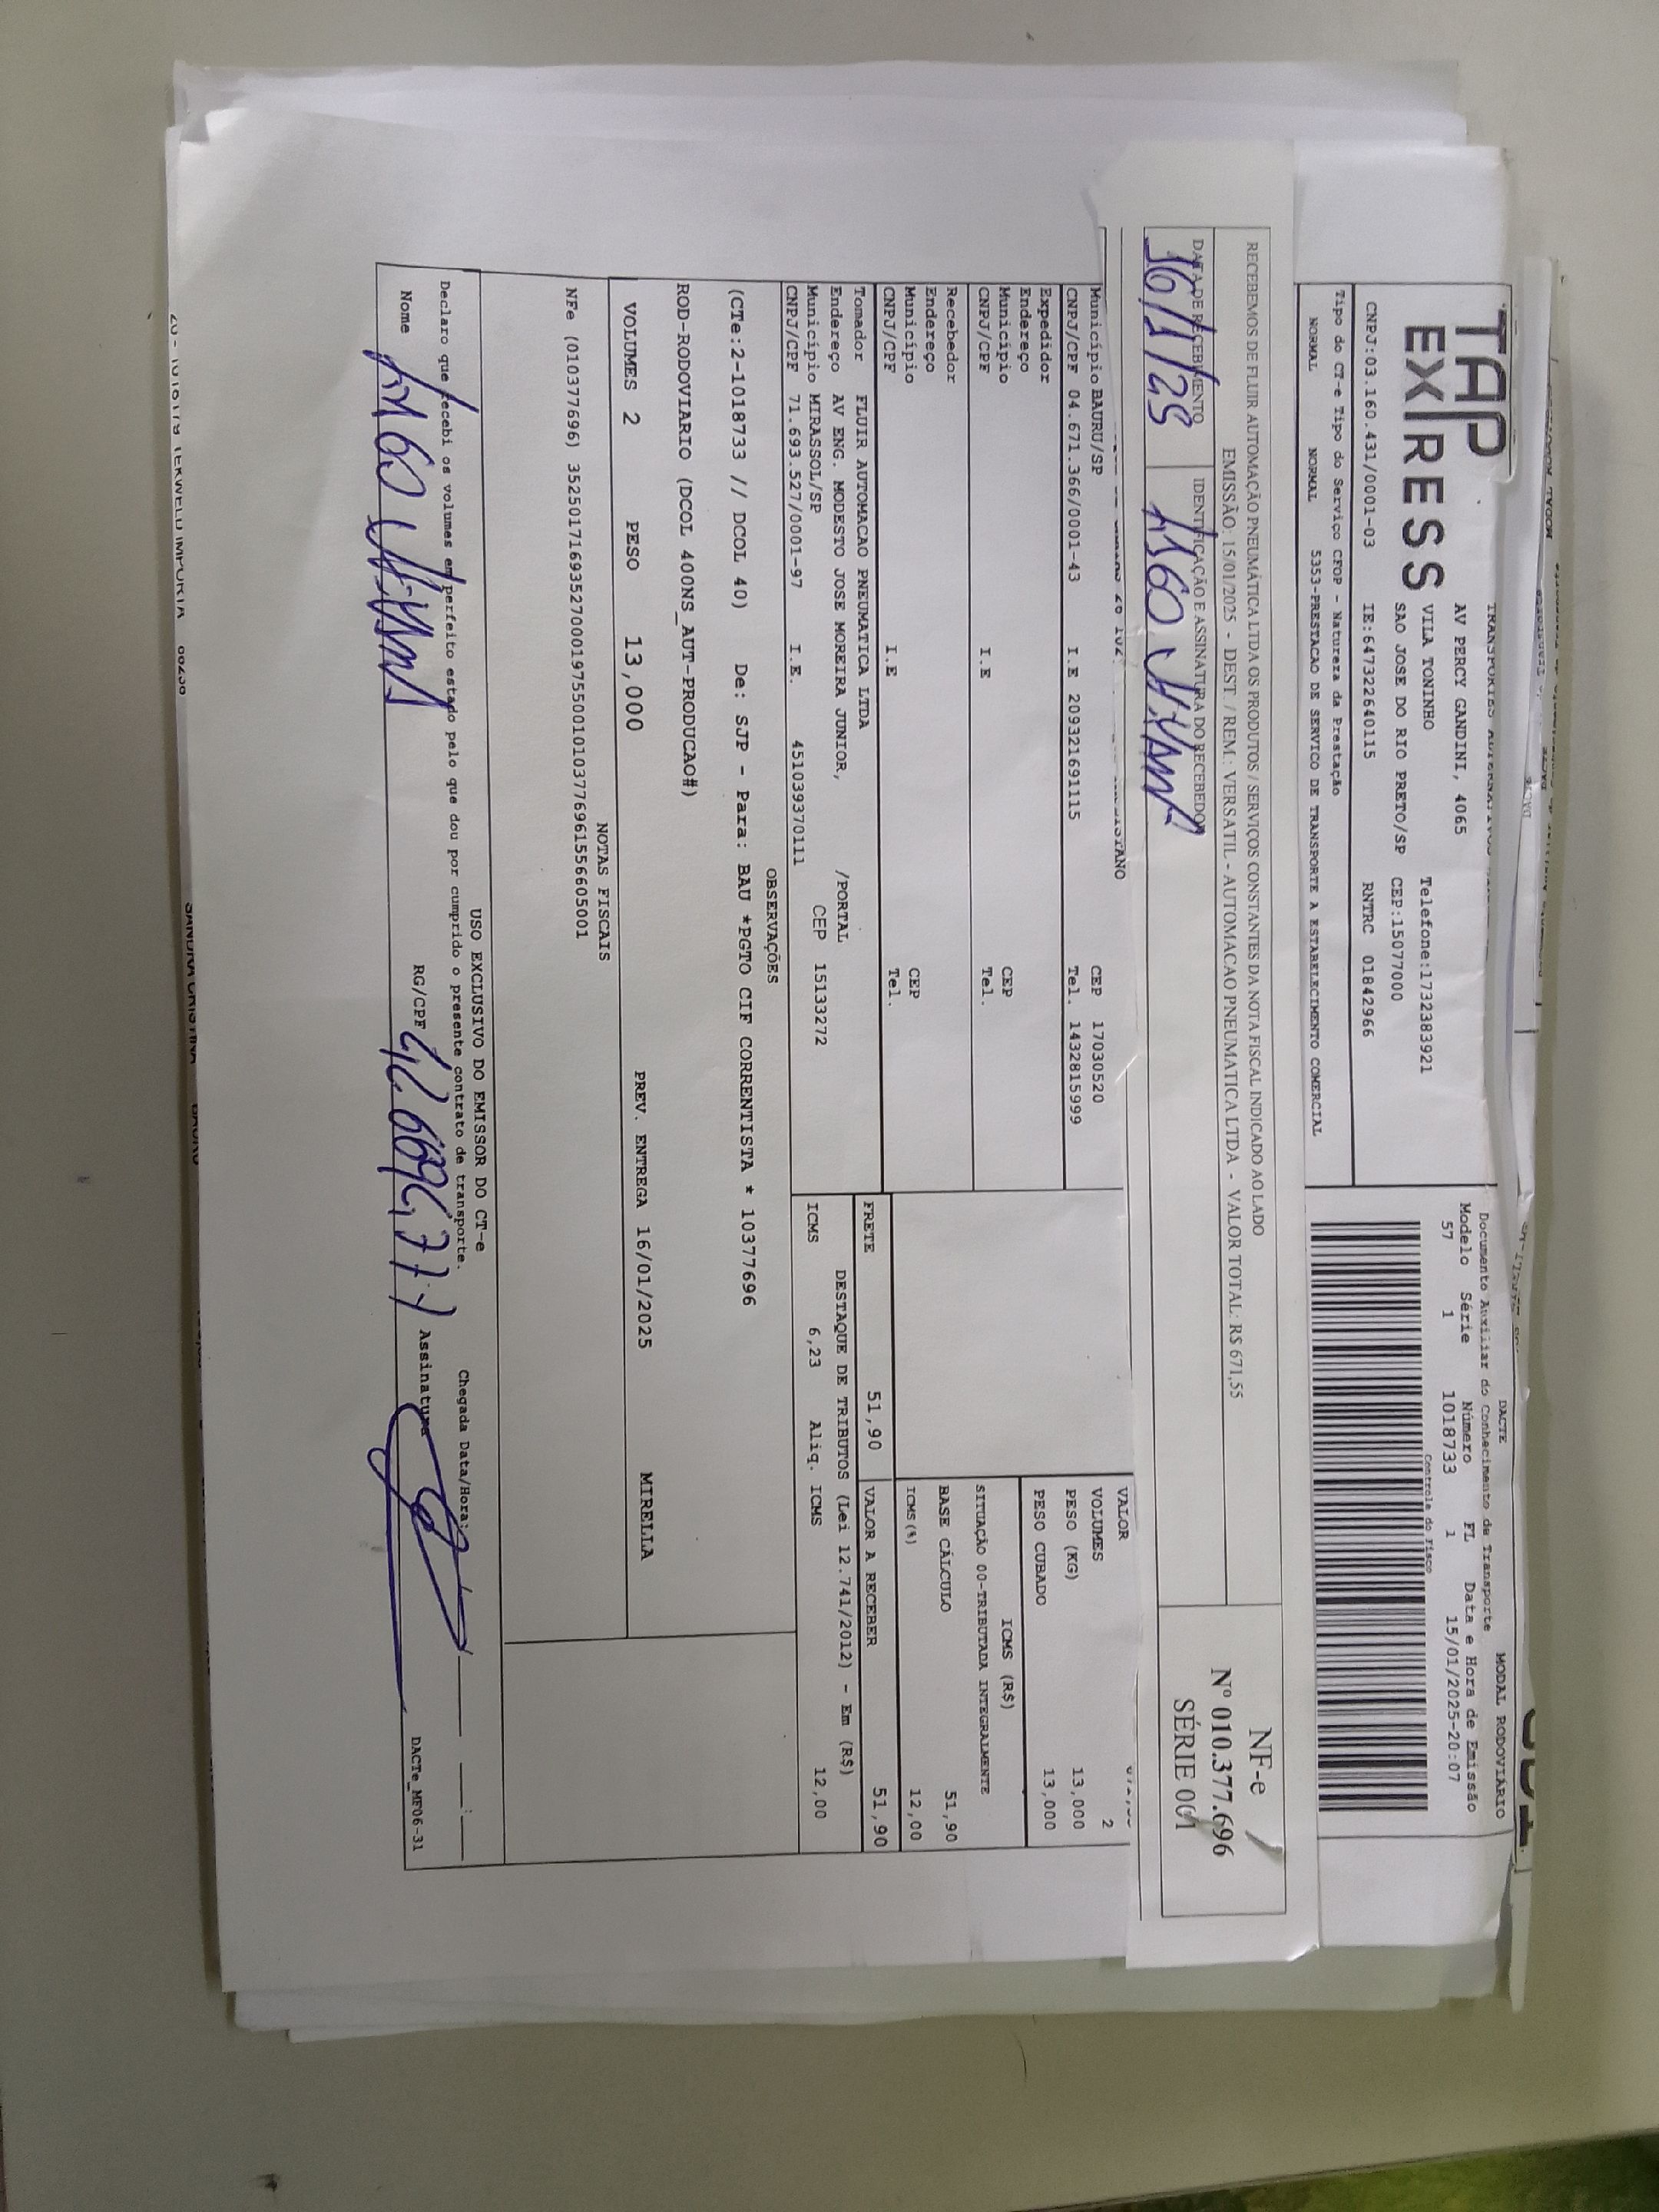 TAP
EXPRESS
AV PERCY GANDINI, 4065
VILA TONINHO Telefone:1732383921
SAO JOSE DO RIO PRETO/SP CEP:15077000
CNPJ:03.160.431/0001-03 IE:647322640115 RNTRC 01842966
DACTE MODAL RODOVIÁRIO
Documento Auxiliar do Conhecimento de Transporte
Modelo Série Número FL Data e Hora de Emissão
57 1 1018733 1 15/01/2025-20:07
Controle do Fisco
Tipo do CT-e Tipo do Serviço CFOP - Natureza da Prestação
NORMAL NORMAL 5353-PRESTACAO DE SERVICO DE TRANSPORTE A ESTABELECIMENTO COMERCIAL
RECEBEMOS DE FLUIR AUTOMAÇÃO PNEUMÁTICA LTDA OS PRODUTOS / SERVIÇOS CONSTANTES DA NOTA FISCAL INDICADO AO LADO
EMISSÃO: 15/01/2025 - DEST. / REM.: VERSATIL - AUTOMACAO PNEUMATICA LTDA - VALOR TOTAL: R$ 671,55
DATA DE RECEBIMENTO IDENTIFICAÇÃO E ASSINATURA DO RECEBEDOR
16/1/25
NF-e
Nº 010.377.696
SÉRIE 001
Município BAURU/SP CEP 17030520
CNPJ/CPF 04.671.366/0001-43 I.E 209321691115 Tel. 1432815999
Expedidor
Endereço
Município CEP
CNPJ/CPF I.E Tel.
Recebedor
Endereço
Município CEP
CNPJ/CPF I.E Tel.
VALOR
VOLUMES 2
PESO (KG) 13,000
PESO CUBADO 13,000
ICMS (R$)
SITUAÇÃO 00-TRIBUTADA INTEGRALMENTE
BASE CÁLCULO 51,90
ICMS(%) 12,00
Tomador FLUIR AUTOMACAO PNEUMATICA LTDA
Endereço AV ENG. MODESTO JOSE MOREIRA JUNIOR, /PORTAL
Município MIRASSOL/SP CEP 15133272
CNPJ/CPF 71.693.527/0001-97 I.E. 451039370111
FRETE 51,90 VALOR A RECEBER 51,90
DESTAQUE DE TRIBUTOS (Lei 12.741/2012) - Em (R$)
ICMS 6,23 Aliq. ICMS 12,00
OBSERVAÇÕES
(CTe:2-1018733 // DCOL 40) De: SJP - Para: BAU *PGTO CIF CORRENTISTA * 10377696
ROD-RODOVIARIO (DCOL 400NS_AUT-PRODUCAO#)
VOLUMES 2 PESO 13,000 PREV. ENTREGA 16/01/2025 MIRELLA
NOTAS FISCAIS
NFe (010377696) 35250171693527000197550010103776961556605001
USO EXCLUSIVO DO EMISSOR DO CT-e
Declaro que recebi os volumes em perfeito estado pelo que dou por cumprido o presente contrato de transporte. Chegada Data/Hora:
Nome RG/CPF Assinatura DACTe_MF06-31